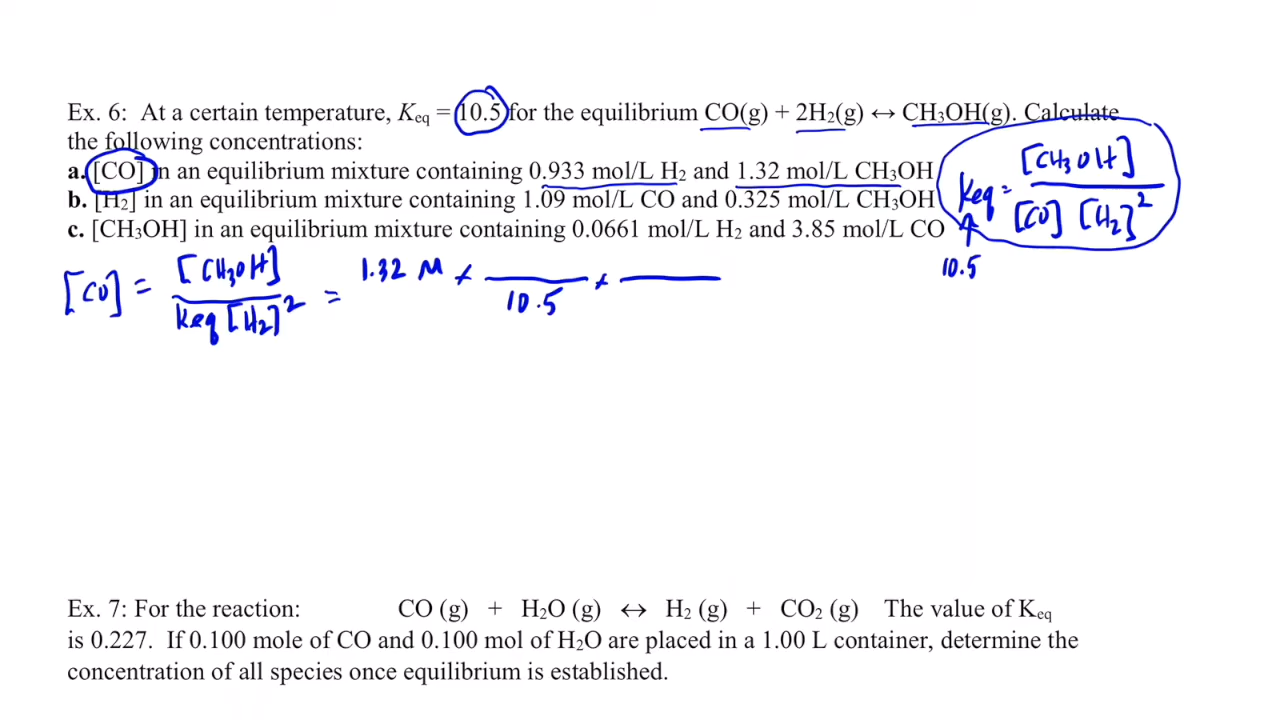 Ex. 6: At a certain temperature, Keq = 10.5 for the equilibrium CO(g) + 2H₂(g) ↔ CH₃OH(g). Calculate
the following concentrations:
a. [CO] in an equilibrium mixture containing 0.933 mol/L H₂ and 1.32 mol/L CH₃OH
b. [H₂] in an equilibrium mixture containing 1.09 mol/L CO and 0.325 mol/L CH₃OH
c. [CH₃OH] in an equilibrium mixture containing 0.0661 mol/L H₂ and 3.85 mol/L CO
Keq = [CH₃OH] / [CO] [H₂]²
10.5
[CO] = [CH₃OH] / Keq [H₂]² = 1.32 M × __ / 10.5 × __
Ex. 7: For the reaction: CO (g) + H₂O (g) ↔ H₂ (g) + CO₂ (g) The value of Keq
is 0.227. If 0.100 mole of CO and 0.100 mol of H₂O are placed in a 1.00 L container, determine the
concentration of all species once equilibrium is established.